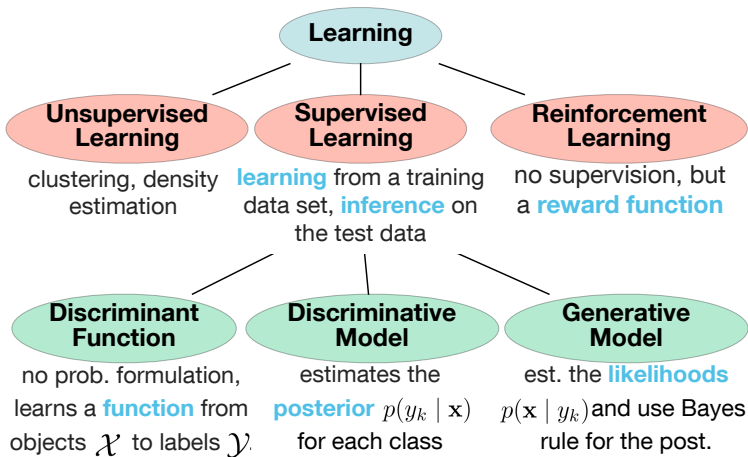 Learning
Unsupervised
Learning
clustering, density
estimation
Supervised
Learning
learning from a training
data set, inference on
the test data
Reinforcement
Learning
no supervision, but
a reward function
Discriminant
Function
no prob. formulation,
learns a function from
objects 𝒳 to labels 𝒴.
Discriminative
Model
estimates the
posterior p(yₖ | 𝐱)
for each class
Generative
Model
est. the likelihoods
p(𝐱 | yₖ) and use Bayes
rule for the post.